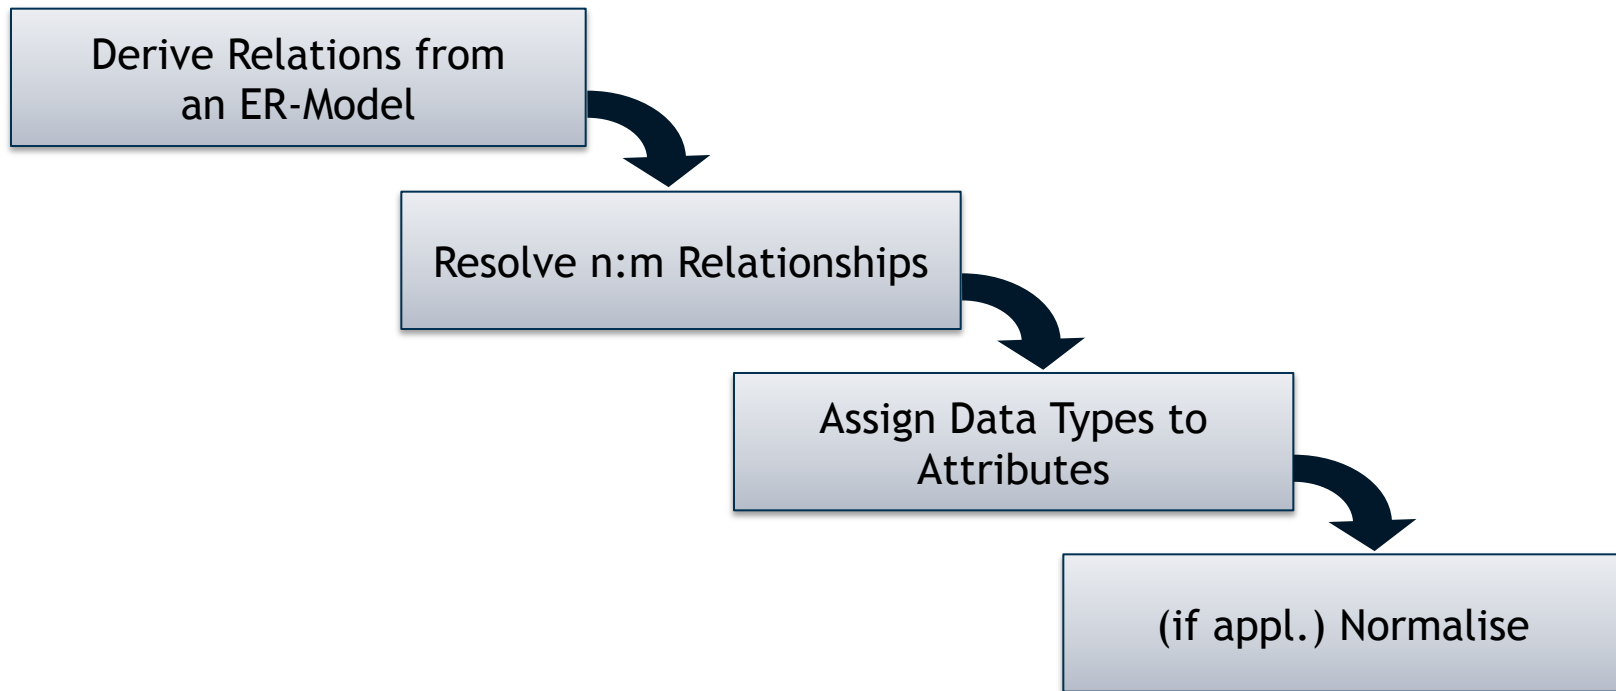 Derive Relations from
an ER-Model
Resolve n:m Relationships
Assign Data Types to
Attributes
(if appl.) Normalise